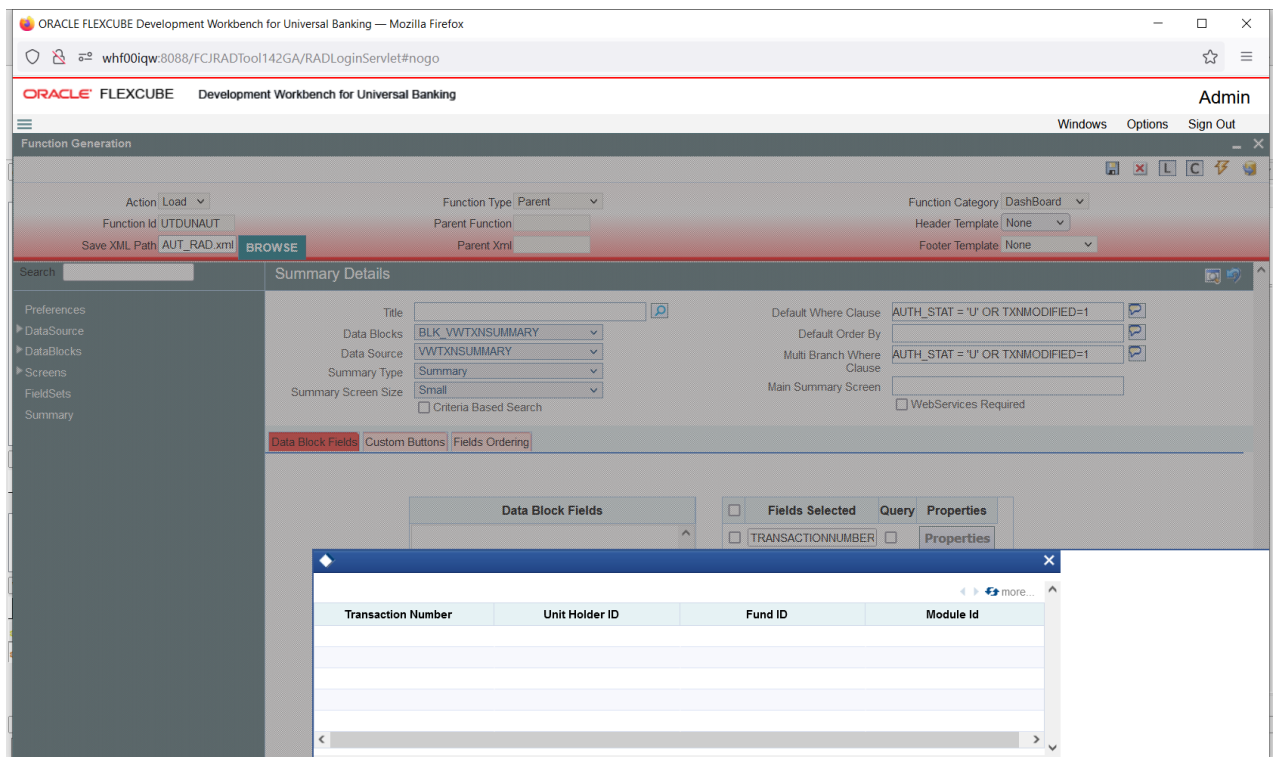 ORACLE FLEXCUBE Development Workbench for Universal Banking — Mozilla Firefox
whf00iqw:8088/FCJRADTool142GA/RADLoginServlet#nogo
ORACLE FLEXCUBE Development Workbench for Universal Banking Admin
Windows Options Sign Out
Function Generation
L C
Action Load Function Type Parent Function Category DashBoard
Function Id UTDUNAUT Parent Function Header Template None
Save XML Path AUT_RAD.xml BROWSE Parent Xml Footer Template None
Search Summary Details
Preferences
DataSource
DataBlocks
Screens
FieldSets
Summary
Title Default Where Clause AUTH_STAT = 'U' OR TXNMODIFIED=1
Data Blocks BLK_VWTXNSUMMARY Default Order By
Data Source VWTXNSUMMARY Multi Branch Where Clause AUTH_STAT = 'U' OR TXNMODIFIED=1
Summary Type Summary
Summary Screen Size Small Main Summary Screen
Criteria Based Search WebServices Required
Data Block Fields Custom Buttons Fields Ordering
Data Block Fields Fields Selected Query Properties
TRANSACTIONNUMBER Properties
more...
Transaction Number Unit Holder ID Fund ID Module Id